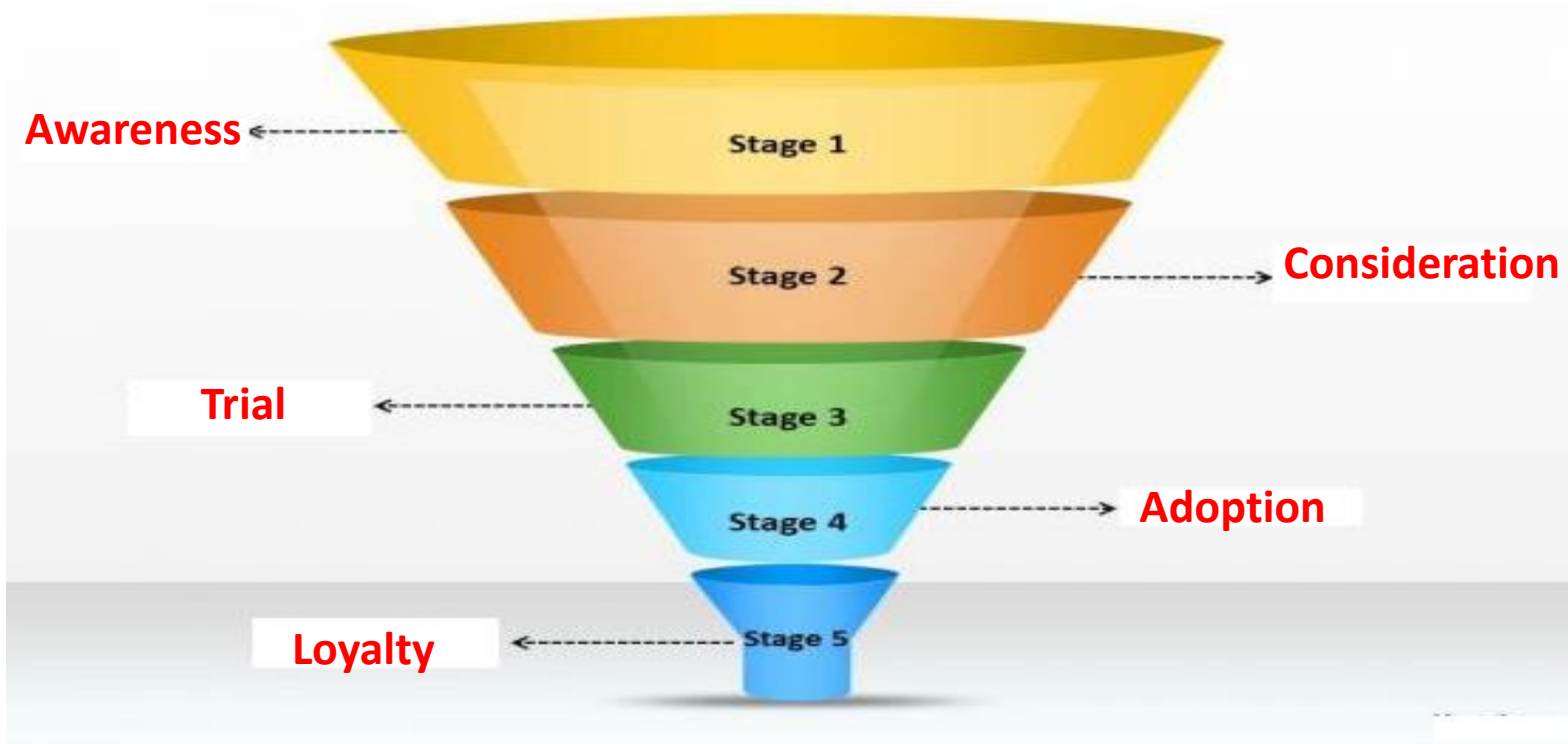 Awareness
Stage 1
Stage 2
Consideration
Trial
Stage 3
Stage 4
Adoption
Loyalty
Stage 5